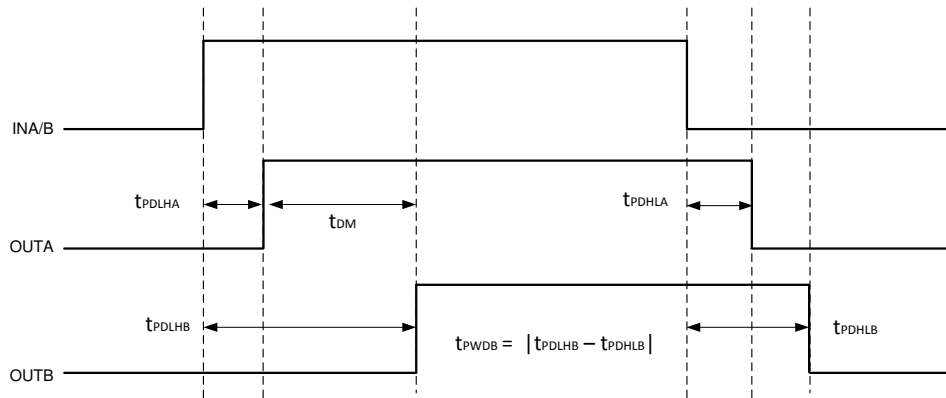 INA/B
tPDLHA
tDM
tPDHLA
OUTA
tPDLHB
tPWDB = |tPDLHB – tPDHLB|
tPDHLB
OUTB